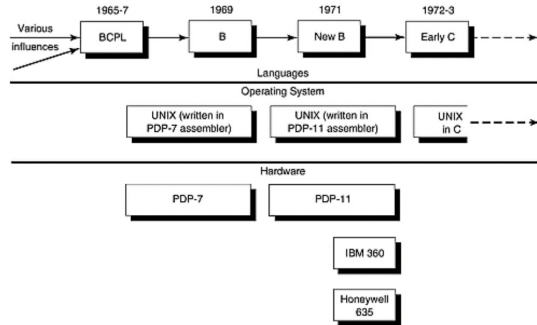 1965-7
1969
1971
1972-3
Various
influences
BCPL
B
New B
Early C
Languages
Operating System
UNIX (written in
PDP-7 assembler)
UNIX (written in
PDP-11 assembler)
UNIX
in C
Hardware
PDP-7
PDP-11
IBM 360
Honeywell
635